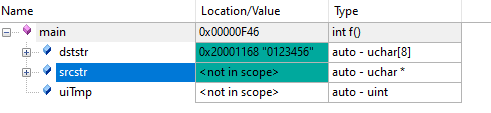 Name Location/Value Type
main 0x00000F46 int f()
dststr 0x20001168 "0123456" auto - uchar[8]
srcstr <not in scope> auto - uchar *
uiTmp <not in scope> auto - uint